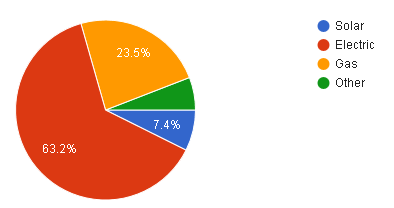 Solar
Electric
Gas
Other
23.5%
7.4%
63.2%